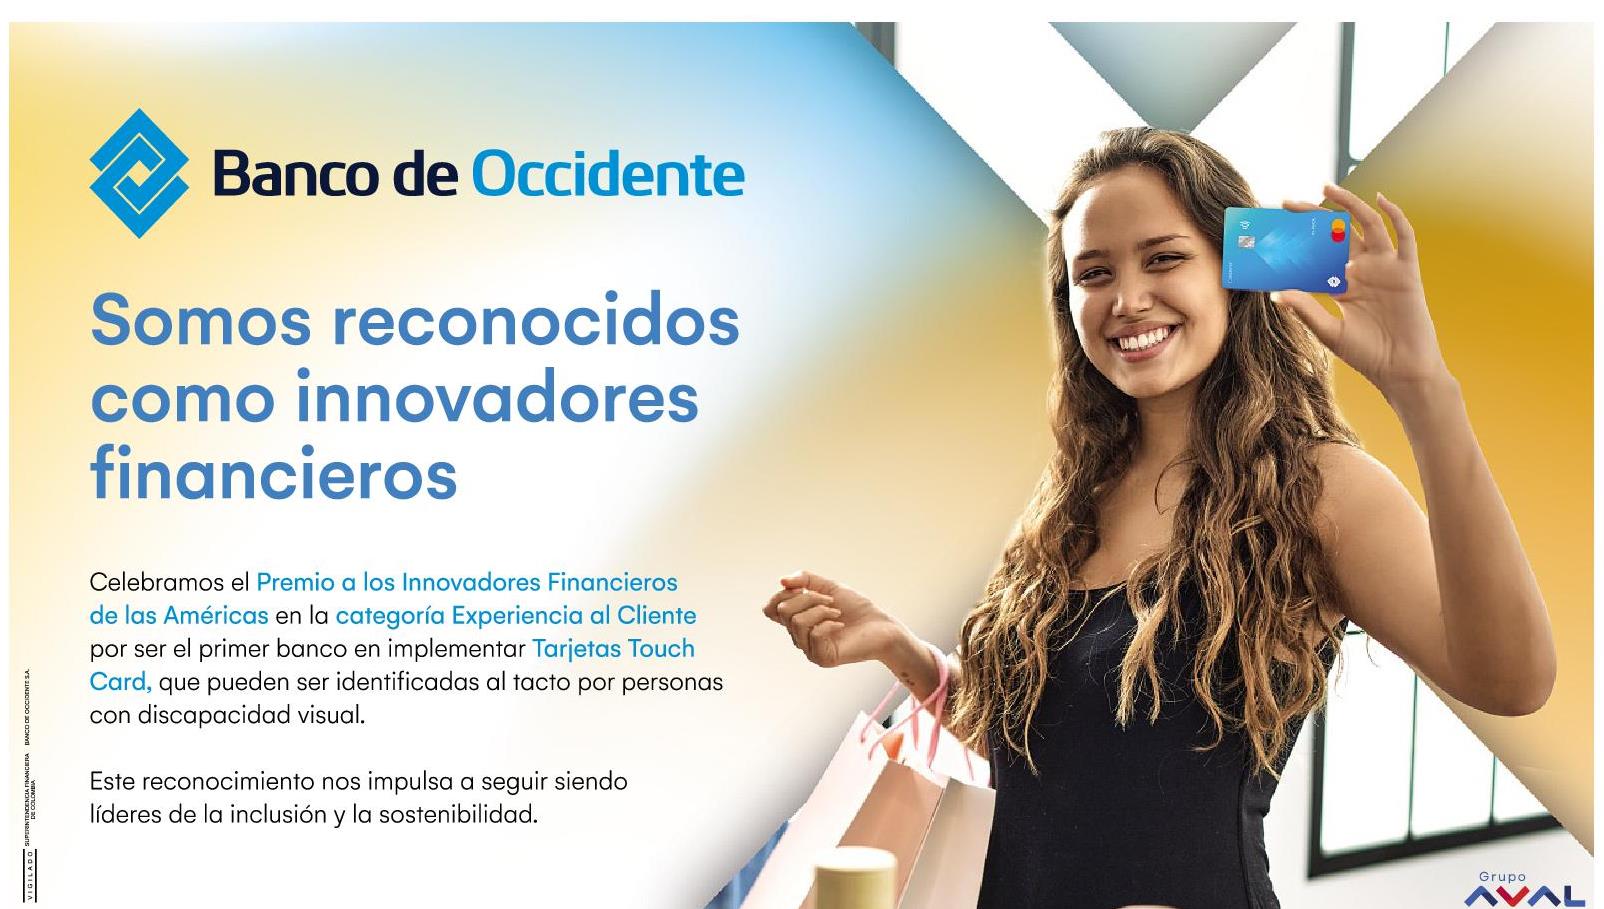 Banco de Occidente
Somos reconocidos
como innovadores
financieros
Celebramos el Premio a los Innovadores Financieros
de las Américas en la categoría Experiencia al Cliente
por ser el primer banco en implementar Tarjetas Touch
Card, que pueden ser identificadas al tacto por personas
con discapacidad visual.
Este reconocimiento nos impulsa a seguir siendo
líderes de la inclusión y la sostenibilidad.
VIGILADO
SUPERINTENDENCIA FINANCIERA
DE COLOMBIA
BANCO DE OCCIDENTE S.A.
Grupo
AVAL